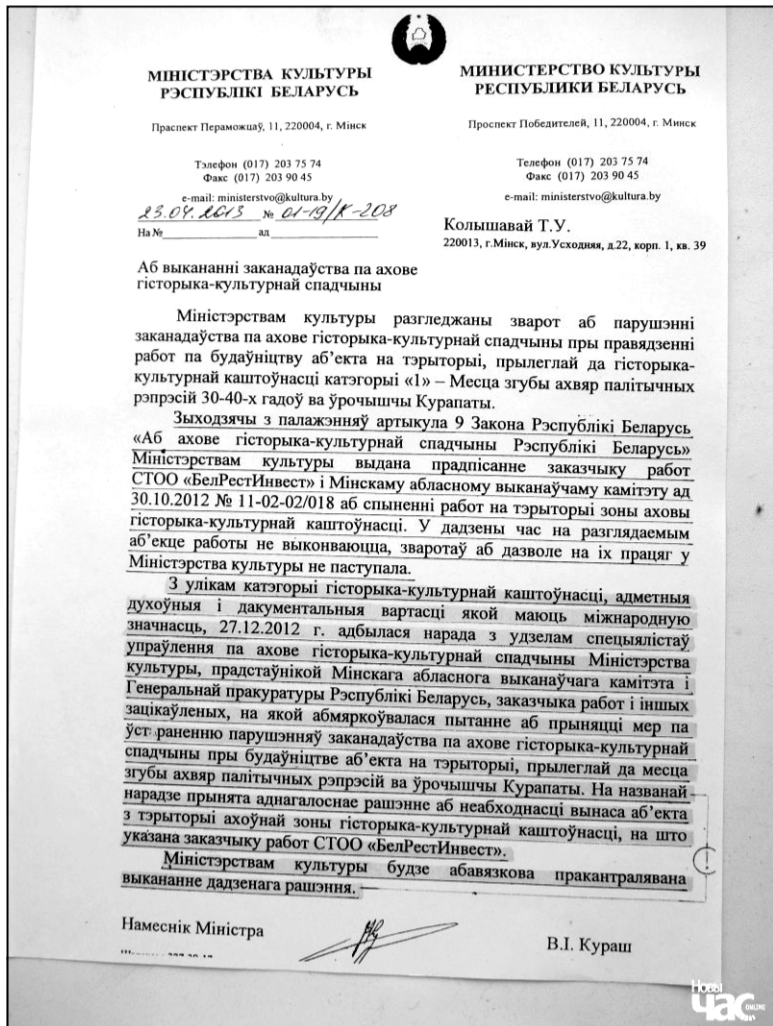 МІНІСТЭРСТВА КУЛЬТУРЫ
РЭСПУБЛІКІ БЕЛАРУСЬ
Праспект Пераможцаў, 11, 220004, г. Мінск
Тэлефон (017) 203 75 74
Факс (017) 203 90 45
e-mail: ministerstvo@kultura.by
23.04.2013 № 01-19/К-208
На № ад
МИНИСТЕРСТВО КУЛЬТУРЫ
РЕСПУБЛИКИ БЕЛАРУСЬ
Проспект Победителей, 11, 220004, г. Минск
Телефон (017) 203 75 74
Факс (017) 203 90 45
e-mail: ministerstvo@kultura.by
Колышавай Т.У.
220013, г.Мінск, вул.Усходняя, д.22, корп. 1, кв. 39
Аб выкананні заканадаўства па ахове
гісторыка-культурнай спадчыны
Міністэрствам культуры разгледжаны зварот аб парушэнні
заканадаўства па ахове гісторыка-культурнай спадчыны пры правядзенні
работ па будаўніцтву аб’екта на тэрыторыі, прылеглай да гісторыка-
культурнай каштоўнасці катэгорыі «1» – Месца згубы ахвяр палітычных
рэпрэсій 30-40-х гадоў ва ўрочышчы Курапаты.
Зыходзячы з палажэнняў артыкула 9 Закона Рэспублікі Беларусь
«Аб ахове гісторыка-культурнай спадчыны Рэспублікі Беларусь»
Міністэрствам культуры выдана прадпісанне заказчыку работ
СТОО «БелРестИнвест» і Мінскаму абласному выканаўчаму камітэту ад
30.10.2012 № 11-02-02/018 аб спыненні работ на тэрыторыі зоны аховы
гісторыка-культурнай каштоўнасці. У дадзены час на разглядаемым
аб’екце работы не выконваюцца, зваротаў аб дазволе на іх працяг у
Міністэрства культуры не паступала.
З улікам катэгорыі гісторыка-культурнай каштоўнасці, адметныя
духоўныя і дакументальныя вартасці якой маюць міжнародную
значнасць, 27.12.2012 г. адбылася нарада з удзелам спецыялістаў
упраўлення па ахове гісторыка-культурнай спадчыны Міністэрства
культуры, прадстаўнікой Мінскага абласнога выканаўчага камітэта і
Генеральнай пракуратуры Рэспублікі Беларусь, заказчыка работ і іншых
зацікаўленых, на якой абмяркоўвалася пытанне аб прыняцці мер па
ўстраненню парушэнняў заканадаўства па ахове гісторыка-культурнай
спадчыны пры будаўніцтве аб’екта на тэрыторыі, прылеглай да месца
згубы ахвяр палітычных рэпрэсій ва ўрочышчы Курапаты. На названай
нарадзе прынята аднагалоснае рашэнне аб неабходнасці вынаса аб’екта
з тэрыторыі ахоўнай зоны гісторыка-культурнай каштоўнасці, на што
указана заказчыку работ СТОО «БелРестИнвест».
Міністэрствам культуры будзе абавязкова пракантралявана
выкананне дадзенага рашэння.
!
Намеснік Міністра
В.І. Кураш
Новы
Час
ONLINE